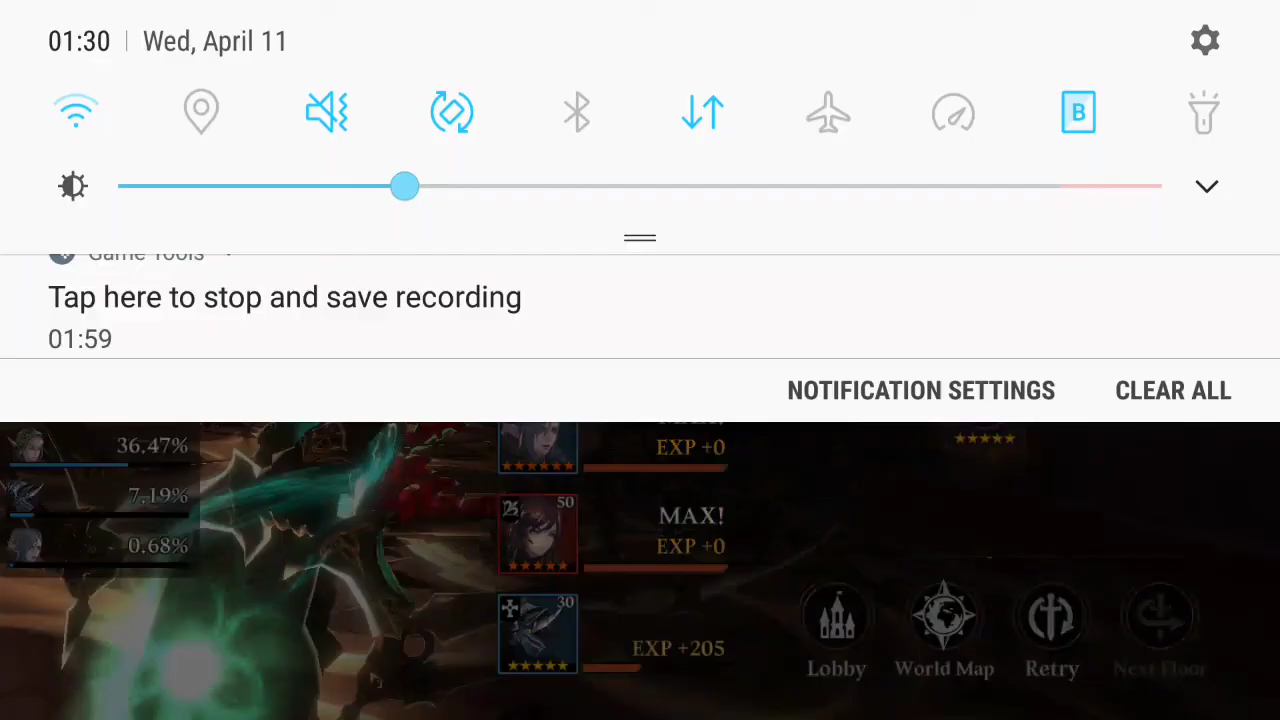 01:30 | Wed, April 11
B
Game Tools
Tap here to stop and save recording
01:59
NOTIFICATION SETTINGS
CLEAR ALL
36.47%
7.19%
0.68%
EXP +0
50
MAX!
EXP +0
30
EXP +205
Lobby
World Map
Retry
Next Floor